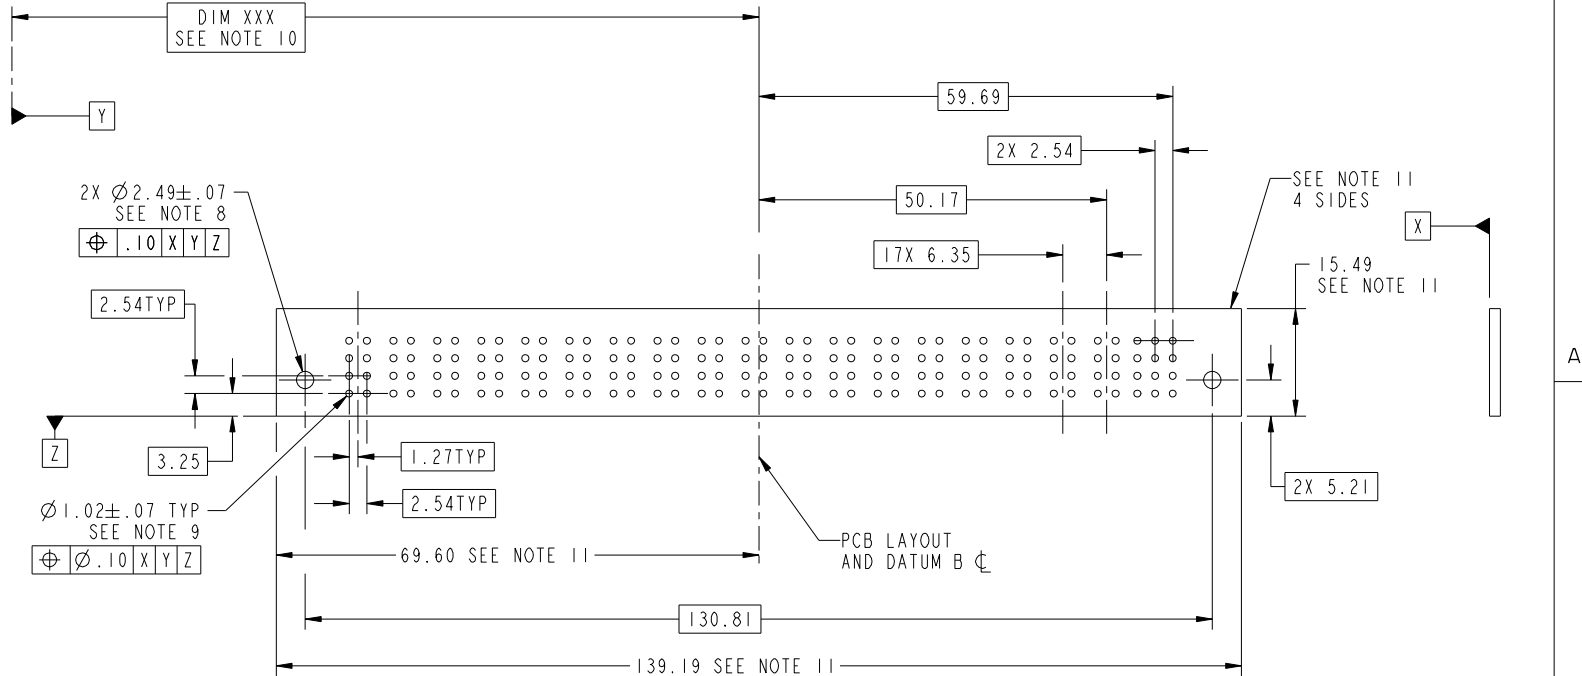 DIM XXX
SEE NOTE 10
59.69
Y
2X 2.54
2X Ø2.49±.07
SEE NOTE 8
⌖ .10 X Y Z
SEE NOTE 11
4 SIDES
50.17
X
17X 6.35
15.49
SEE NOTE 11
2.54TYP
A
Z
3.25
1.27TYP
2X 5.21
2.54TYP
Ø1.02±.07 TYP
SEE NOTE 9
⌖ Ø.10 X Y Z
PCB LAYOUT
AND DATUM B ℄
69.60 SEE NOTE 11
130.81
139.19 SEE NOTE 11